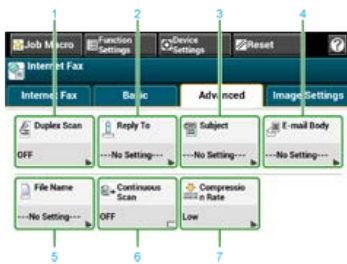 1 2 3 4
Job Macro Function Settings Device Settings Reset ?
Internet Fax
Internet Fax Basic Advanced Image Settings
Duplex Scan Reply To Subject E-mail Body
OFF ---No Setting--- ---No Setting--- ---No Setting---
File Name Continuous Scan Compressio n Rate
---No Setting--- OFF Low
5 6 7